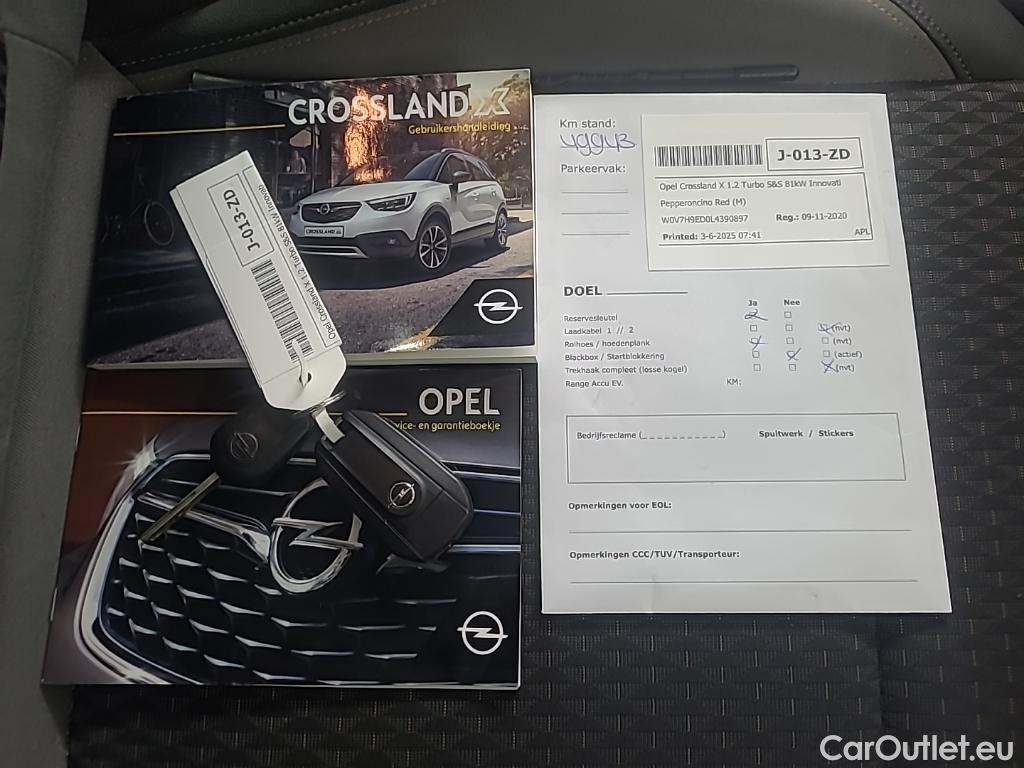 CROSSLAND X
Gebruikershandleiding
CROSSLAND X
J-013-ZD
Opel Crossland X 1.2 Turbo S&S 81kW Innovati
OPEL
vice- en garantieboekje
Km stand:
49943
Parkeervak:
J-013-ZD
Opel Crossland X 1.2 Turbo S&S 81kW Innovati
Pepperoncino Red (M)
W0V7H9ED0L4390897 Reg.: 09-11-2020
Printed: 3-6-2025 07:41 APL
DOEL
Ja Nee
Reservesleutel 2
Laadkabel 1 // 2 (nvt)
Rolhoes / hoedenplank (nvt)
Blackbox / Startblokkering (actief)
Trekhaak compleet (losse kogel) (nvt)
Range Accu EV. KM:
Bedrijfsreclame (_ _ _ _ _ _ _ _ _ _ _) Spuitwerk / Stickers
Opmerkingen voor EOL:
Opmerkingen CCC/TUV/Transporteur:
CarOutlet.eu